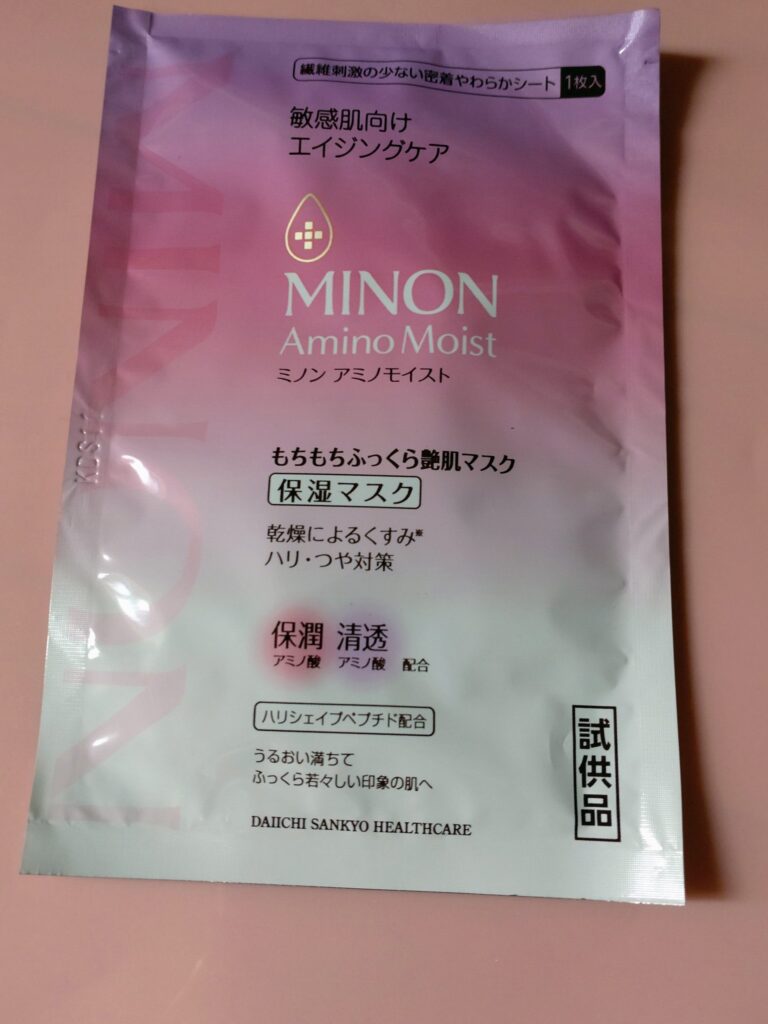 繊維刺激の少ない密着やわらかシート 1枚入
敏感肌向け
エイジングケア
MINON
Amino Moist
ミノン アミノモイスト
もちもちふっくら艶肌マスク
保湿マスク
乾燥によるくすみ※
ハリ・つや対策
保潤 清透
アミノ酸 アミノ酸 配合
ハリシェイプペプチド配合
うるおい満ちて
ふっくら若々しい印象の肌へ
DAIICHI SANKYO HEALTHCARE
試供品
MINON